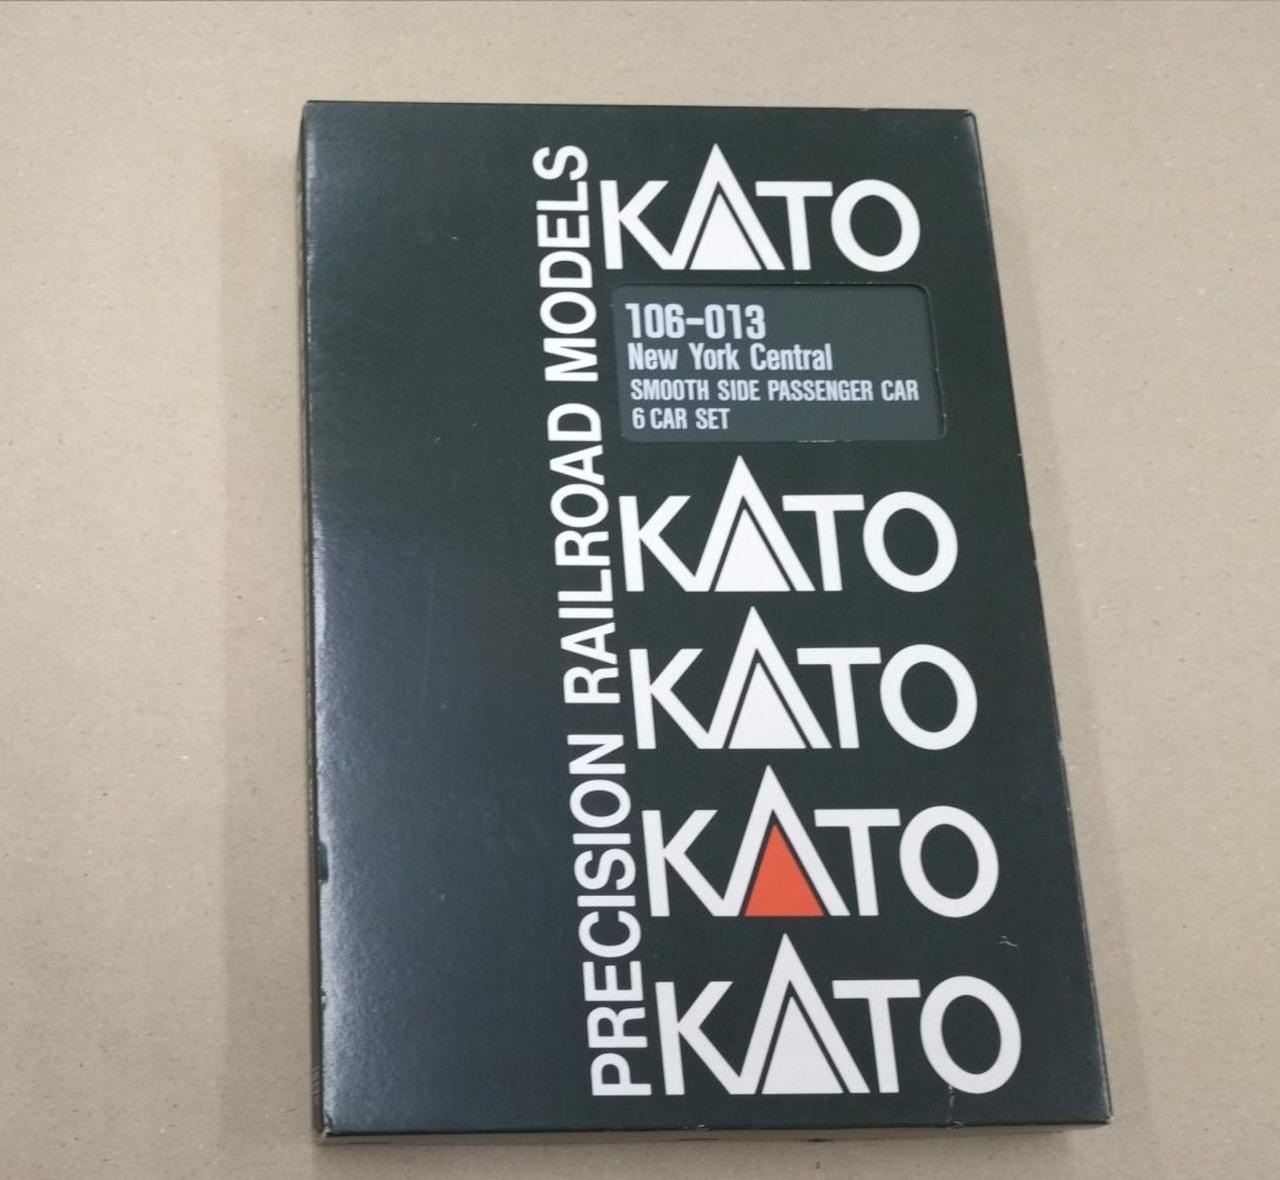 PRECISION RAILROAD MODELS
KATO
106-013
New York Central
SMOOTH SIDE PASSENGER CAR
6 CAR SET
KATO
KATO
KATO
KATO